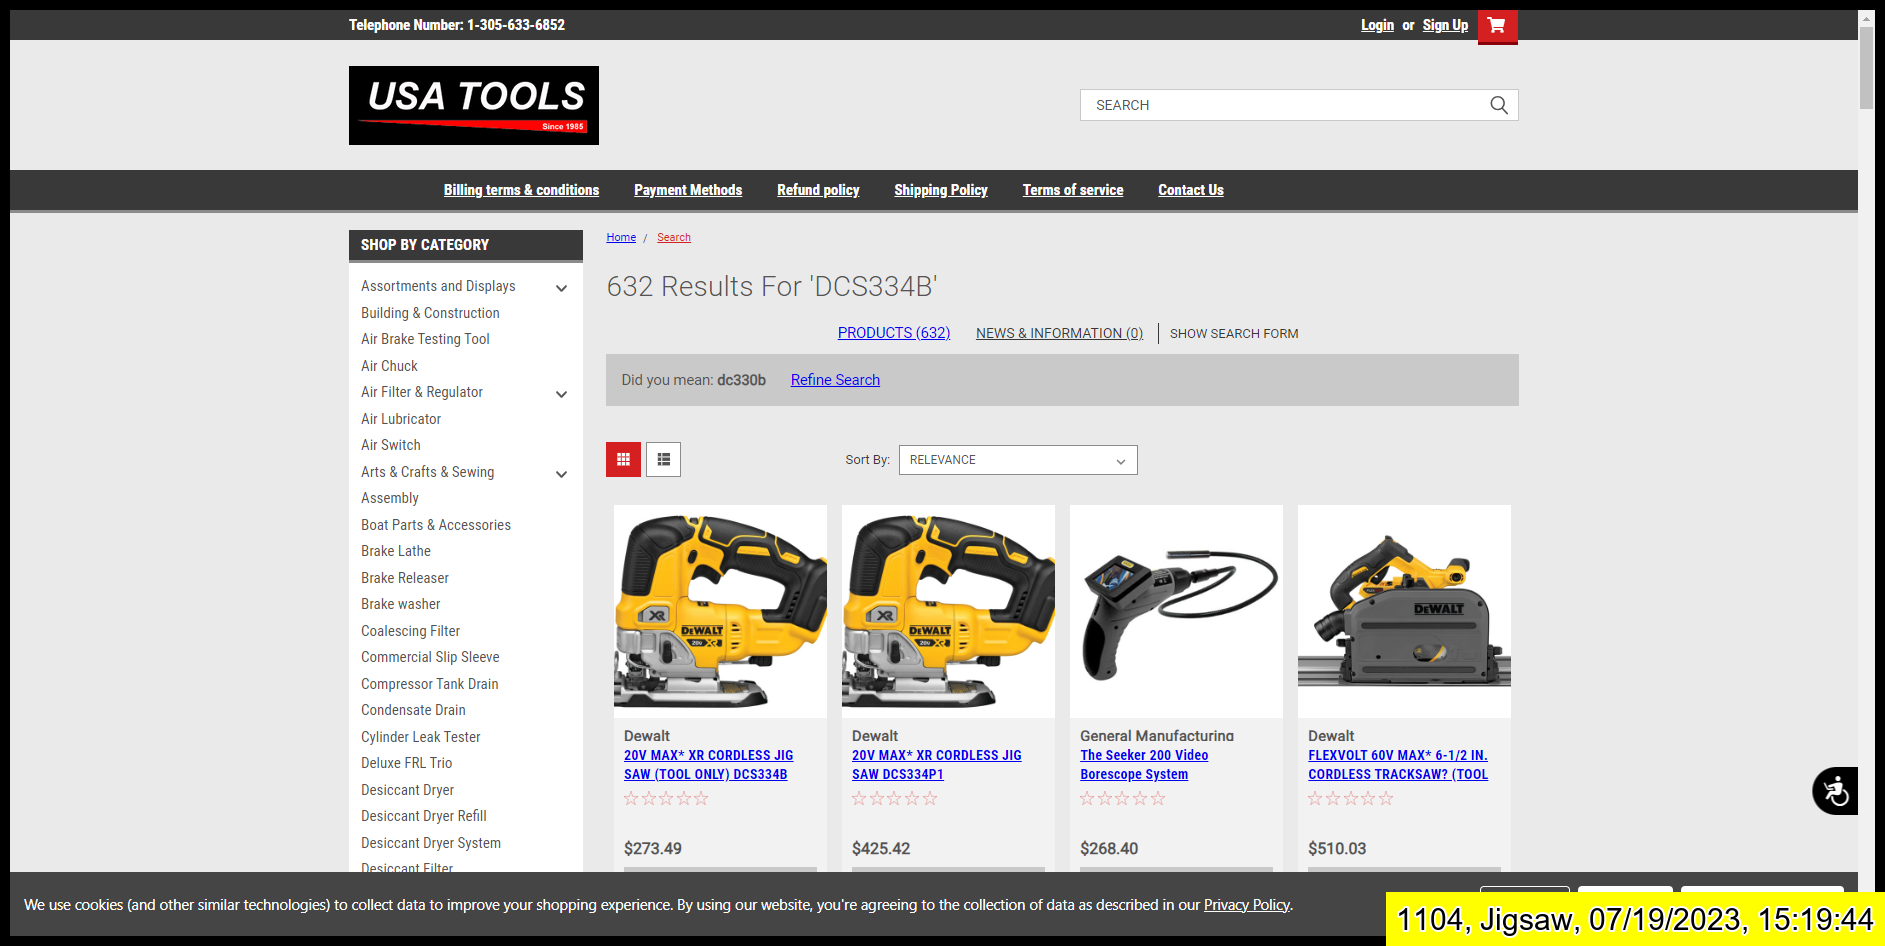 Telephone Number: 1-305-633-6852
Login or Sign Up
USA TOOLS
Since 1985
SEARCH
Billing terms & conditions Payment Methods Refund policy Shipping Policy Terms of service Contact Us
SHOP BY CATEGORY
Assortments and Displays
Building & Construction
Air Brake Testing Tool
Air Chuck
Air Filter & Regulator
Air Lubricator
Air Switch
Arts & Crafts & Sewing
Assembly
Boat Parts & Accessories
Brake Lathe
Brake Releaser
Brake washer
Coalescing Filter
Commercial Slip Sleeve
Compressor Tank Drain
Condensate Drain
Cylinder Leak Tester
Deluxe FRL Trio
Desiccant Dryer
Desiccant Dryer Refill
Desiccant Dryer System
Desiccant Filter
Home / Search
632 Results For 'DCS334B'
PRODUCTS (632) NEWS & INFORMATION (0) SHOW SEARCH FORM
Did you mean: dc330b Refine Search
Sort By: RELEVANCE
XR
DEWALT
20V XR
XR
DEWALT
20V XR
DEWALT
Dewalt
20V MAX* XR CORDLESS JIG
SAW (TOOL ONLY) DCS334B
$273.49
Dewalt
20V MAX* XR CORDLESS JIG
SAW DCS334P1
$425.42
General Manufacturing
The Seeker 200 Video
Borescope System
$268.40
Dewalt
FLEXVOLT 60V MAX* 6-1/2 IN.
CORDLESS TRACKSAW? (TOOL
$510.03
We use cookies (and other similar technologies) to collect data to improve your shopping experience. By using our website, you're agreeing to the collection of data as described in our Privacy Policy.
1104, Jigsaw, 07/19/2023, 15:19:44